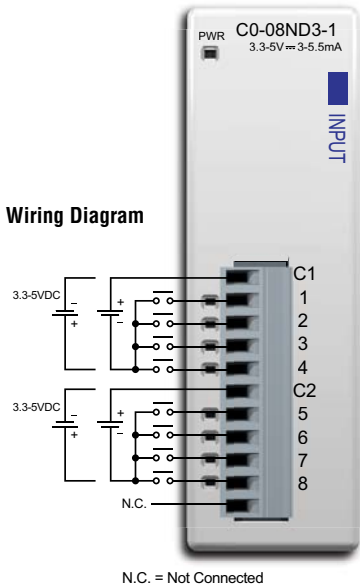 PWR
C0-08ND3-1
3.3-5V⎓3-5.5mA
INPUT
Wiring Diagram
C1
3.3-5VDC
–
+
+
–
1
2
3
4
C2
3.3-5VDC
–
+
+
–
5
6
7
8
N.C.
N.C. = Not Connected